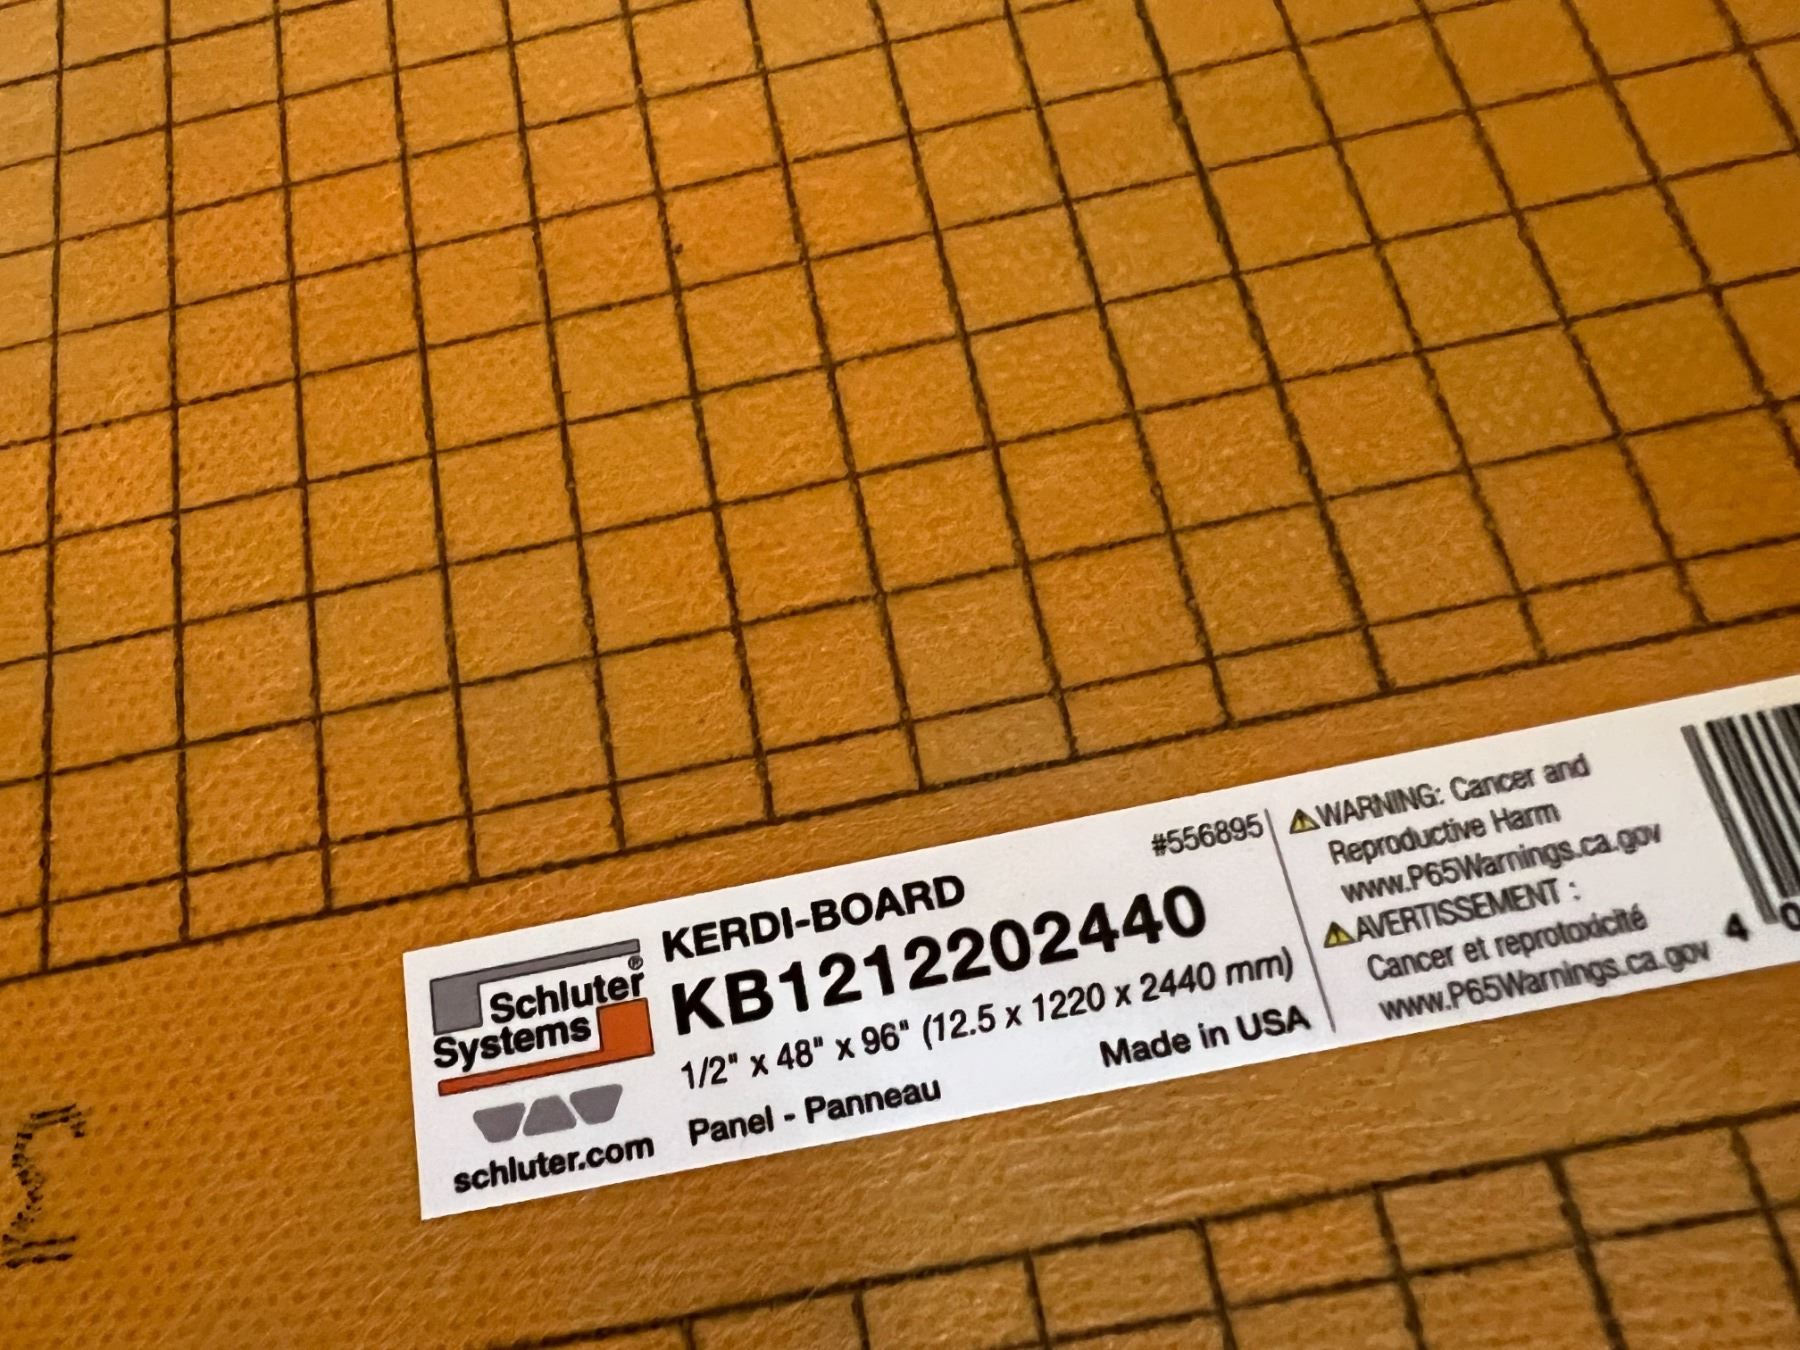 Schluter®
Systems
schluter.com
KERDI-BOARD
#556895
KB1212202440
1/2" x 48" x 96" (12.5 x 1220 x 2440 mm)
Panel - Panneau
Made in USA
⚠WARNING: Cancer and
Reproductive Harm
www.P65Warnings.ca.gov
⚠AVERTISSEMENT :
Cancer et reprotoxicité
www.P65Warnings.ca.gov
4